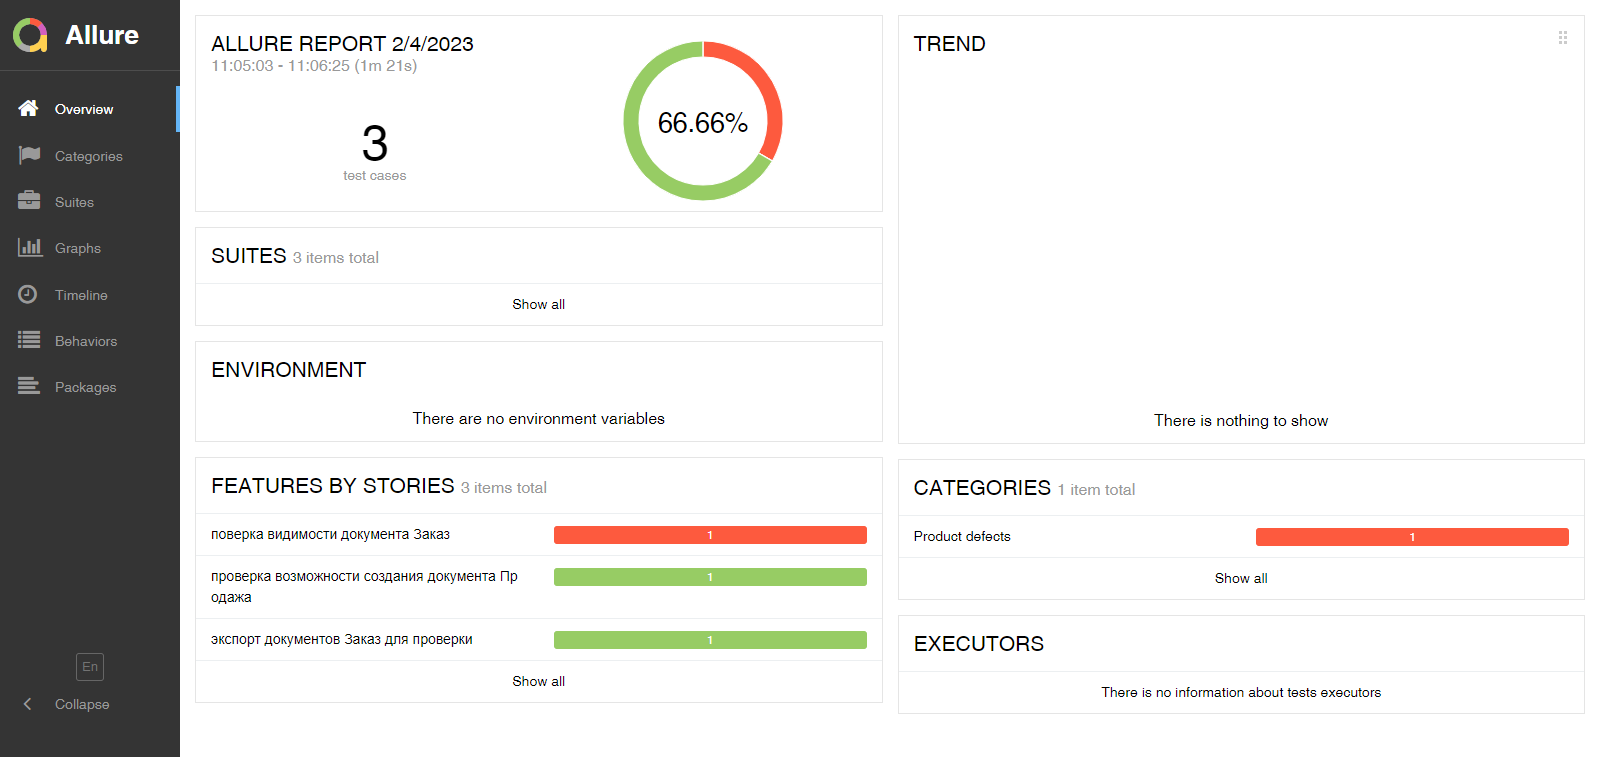 Allure
Overview
Categories
Suites
Graphs
Timeline
Behaviors
Packages
En
Collapse
ALLURE REPORT 2/4/2023
11:05:03 - 11:06:25 (1m 21s)
3
test cases
66.66%
SUITES 3 items total
Show all
ENVIRONMENT
There are no environment variables
FEATURES BY STORIES 3 items total
поверка видимости документа Заказ
1
проверка возможности создания документа Пр
одажа
1
экспорт документов Заказ для проверки
1
Show all
TREND
There is nothing to show
CATEGORIES 1 item total
Product defects
1
Show all
EXECUTORS
There is no information about tests executors